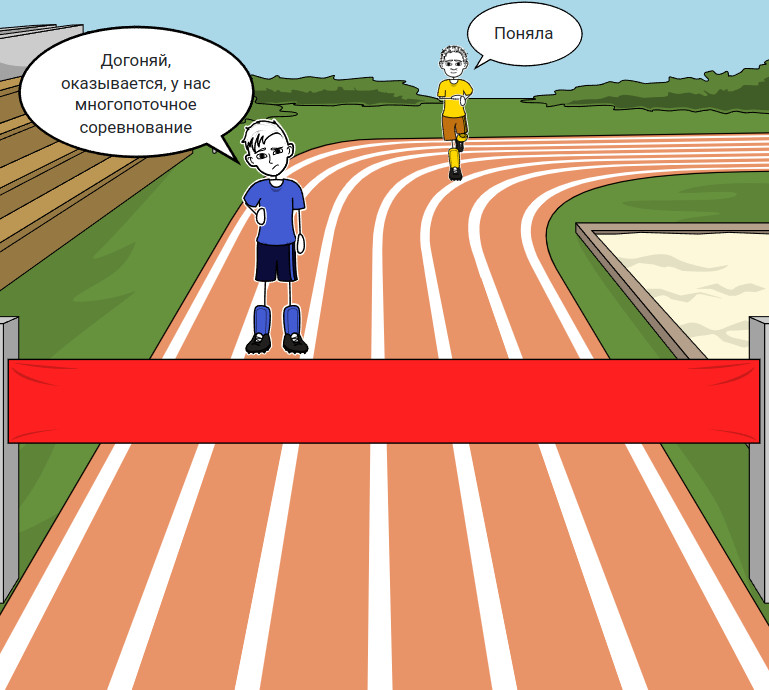 Догоняй,
оказывается, у нас
многопоточное
соревнование
Поняла